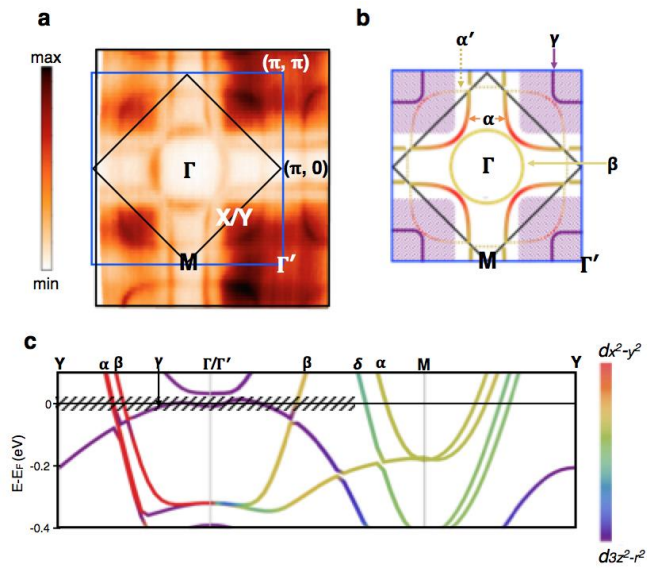 a
max
min
(π, π)
Γ
(π, 0)
X/Y
M
Γ′
b
α′
γ
α
Γ
β
M
Γ′
c
Y
α
β
γ
Γ/Γ′
β
δ
α
M
Y
0
-0.2
-0.4
E-EF (eV)
dx²-y²
d3z²-r²